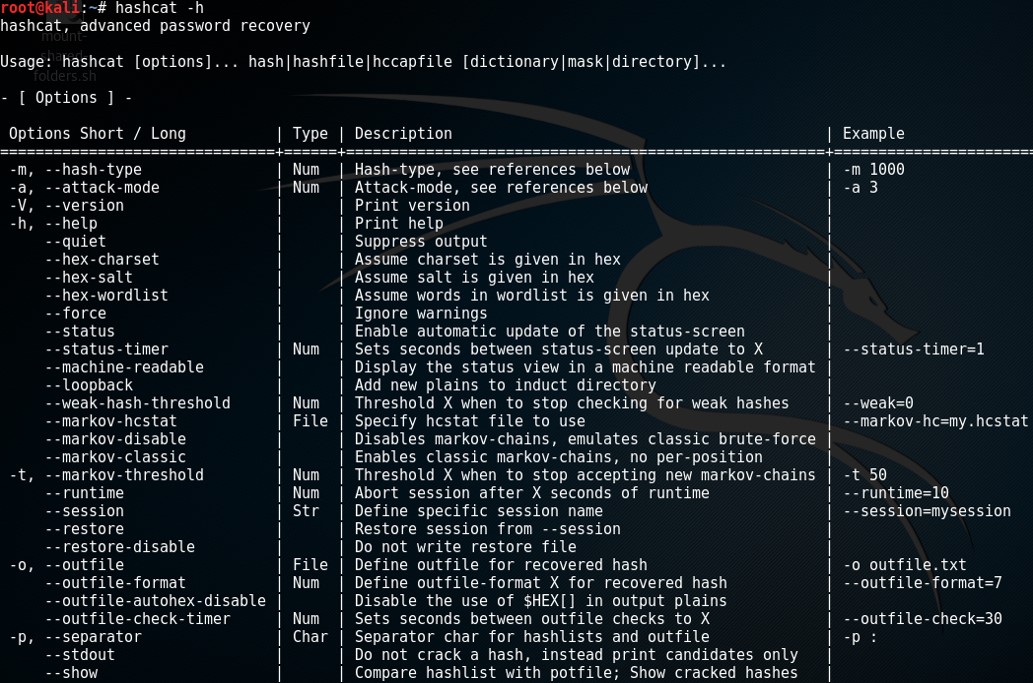 root@kali:~# hashcat -h
hashcat, advanced password recovery
mount-
shared-
folders.sh
Usage: hashcat [options]... hash|hashfile|hccapfile [dictionary|mask|directory]...
- [ Options ] -
Options Short / Long | Type | Description | Example
===============================+======+======================================================+=======================
-m, --hash-type | Num | Hash-type, see references below | -m 1000
-a, --attack-mode | Num | Attack-mode, see references below | -a 3
-V, --version | | Print version |
-h, --help | | Print help |
--quiet | | Suppress output |
--hex-charset | | Assume charset is given in hex |
--hex-salt | | Assume salt is given in hex |
--hex-wordlist | | Assume words in wordlist is given in hex |
--force | | Ignore warnings |
--status | | Enable automatic update of the status-screen |
--status-timer | Num | Sets seconds between status-screen update to X | --status-timer=1
--machine-readable | | Display the status view in a machine readable format |
--loopback | | Add new plains to induct directory |
--weak-hash-threshold | Num | Threshold X when to stop checking for weak hashes | --weak=0
--markov-hcstat | File | Specify hcstat file to use | --markov-hc=my.hcstat
--markov-disable | | Disables markov-chains, emulates classic brute-force |
--markov-classic | | Enables classic markov-chains, no per-position |
-t, --markov-threshold | Num | Threshold X when to stop accepting new markov-chains | -t 50
--runtime | Num | Abort session after X seconds of runtime | --runtime=10
--session | Str | Define specific session name | --session=mysession
--restore | | Restore session from --session |
--restore-disable | | Do not write restore file |
-o, --outfile | File | Define outfile for recovered hash | -o outfile.txt
--outfile-format | Num | Define outfile-format X for recovered hash | --outfile-format=7
--outfile-autohex-disable | | Disable the use of $HEX[] in output plains |
--outfile-check-timer | Num | Sets seconds between outfile checks to X | --outfile-check=30
-p, --separator | Char | Separator char for hashlists and outfile | -p :
--stdout | | Do not crack a hash, instead print candidates only |
--show | | Compare hashlist with potfile; Show cracked hashes |